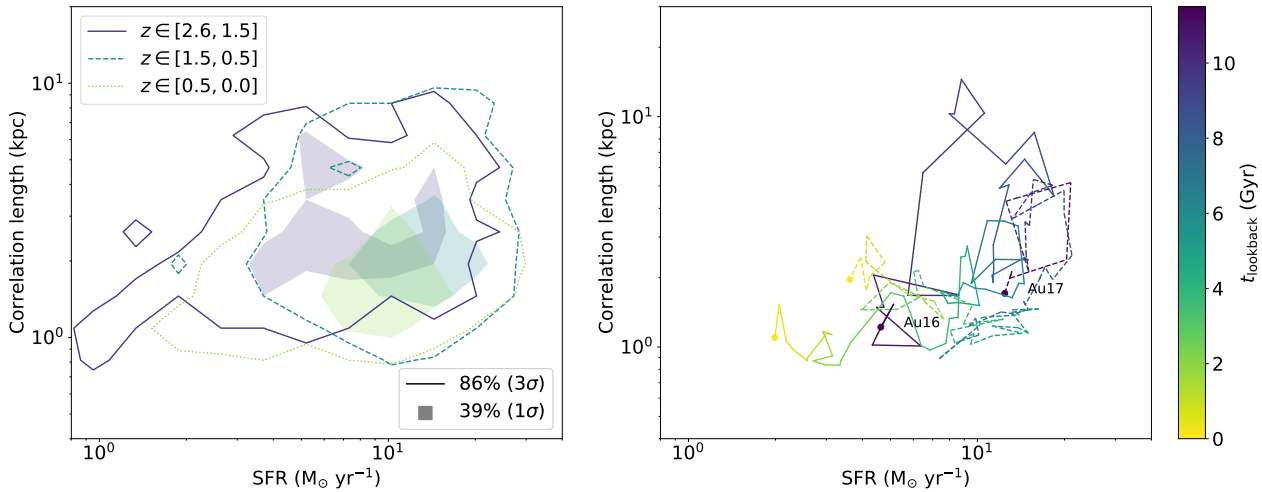 z ∈ [2.6, 1.5]
z ∈ [1.5, 0.5]
z ∈ [0.5, 0.0]
86% (3σ)
39% (1σ)
10¹
10⁰
Correlation length (kpc)
10⁰
10¹
SFR (M⊙ yr⁻¹)
Au17
Au16
10¹
10⁰
Correlation length (kpc)
10⁰
10¹
SFR (M⊙ yr⁻¹)
10
8
6
4
2
0
t_lookback (Gyr)